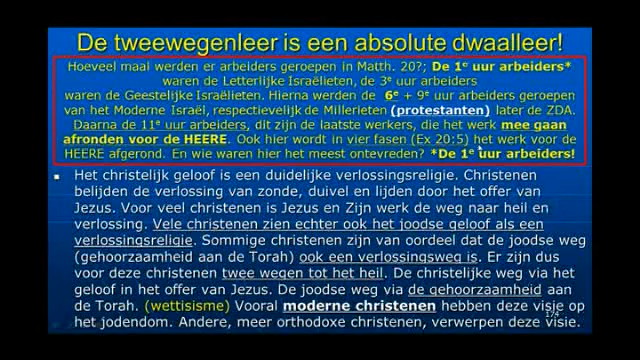 De tweewegenleer is een absolute dwaalleer!
Hoeveel maal werden er arbeiders geroepen in Matth. 20?; De 1e uur arbeiders*
waren de Letterlijke Israëlieten, de 3e uur arbeiders
waren de Geestelijke Israëlieten. Hierna werden de 6e + 9e uur arbeiders geroepen
van het Moderne Israël, respectievelijk de Millerieten (protestanten) later de ZDA.
Daarna de 11e uur arbeiders, dit zijn de laatste werkers, die het werk mee gaan
afronden voor de HEERE. Ook hier wordt in vier fasen (Ex 20:5) het werk voor de
HEERE afgerond. En wie waren hier het meest ontevreden? *De 1e uur arbeiders!
▪ Het christelijk geloof is een duidelijke verlossingsreligie. Christenen
belijden de verlossing van zonde, duivel en lijden door het offer van
Jezus. Voor veel christenen is Jezus en Zijn werk de weg naar heil en
verlossing. Vele christenen zien echter ook het joodse geloof als een
verlossingsreligie. Sommige christenen zijn van oordeel dat de joodse weg
(gehoorzaamheid aan de Torah) ook een verlossingsweg is. Er zijn dus
voor deze christenen twee wegen tot het heil. De christelijke weg via het
geloof in het offer van Jezus. De joodse weg via de gehoorzaamheid aan
de Torah. (wettisisme) Vooral moderne christenen hebben deze visie op
het jodendom. Andere, meer orthodoxe christenen, verwerpen deze visie.
174